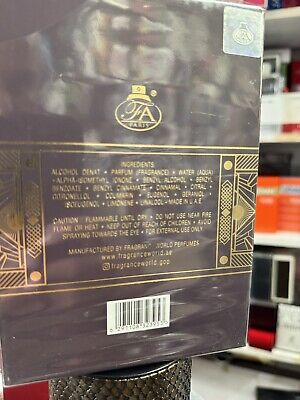 FA
PARIS
INGREDIENTS
ALCOHOL DENAT • PARFUM (FRAGRANCE) • WATER (AQUA)
• ALPHA-ISOMETHYL IONONE • BENZYL ALCOHOL • BENZYL
BENZOATE • BENZYL CINNAMATE • CINNAMAL • CITRAL •
CITRONELLOL • COUMARIN • EUGENOL • GERANIOL •
ISOEUGENOL • LIMONENE • LINALOOL • MADE IN U.A.E
CAUTION : FLAMMABLE UNTIL DRY • DO NOT USE NEAR FIRE
FLAME OR HEAT • KEEP OUT OF REACH OF CHILDREN • AVOID
SPRAYING TOWARDS THE EYE • FOR EXTERNAL USE ONLY
MANUFACTURED BY FRAGRANC WORLD PERFUMES
www.fragranceworld.ae
fragranceworld.gop